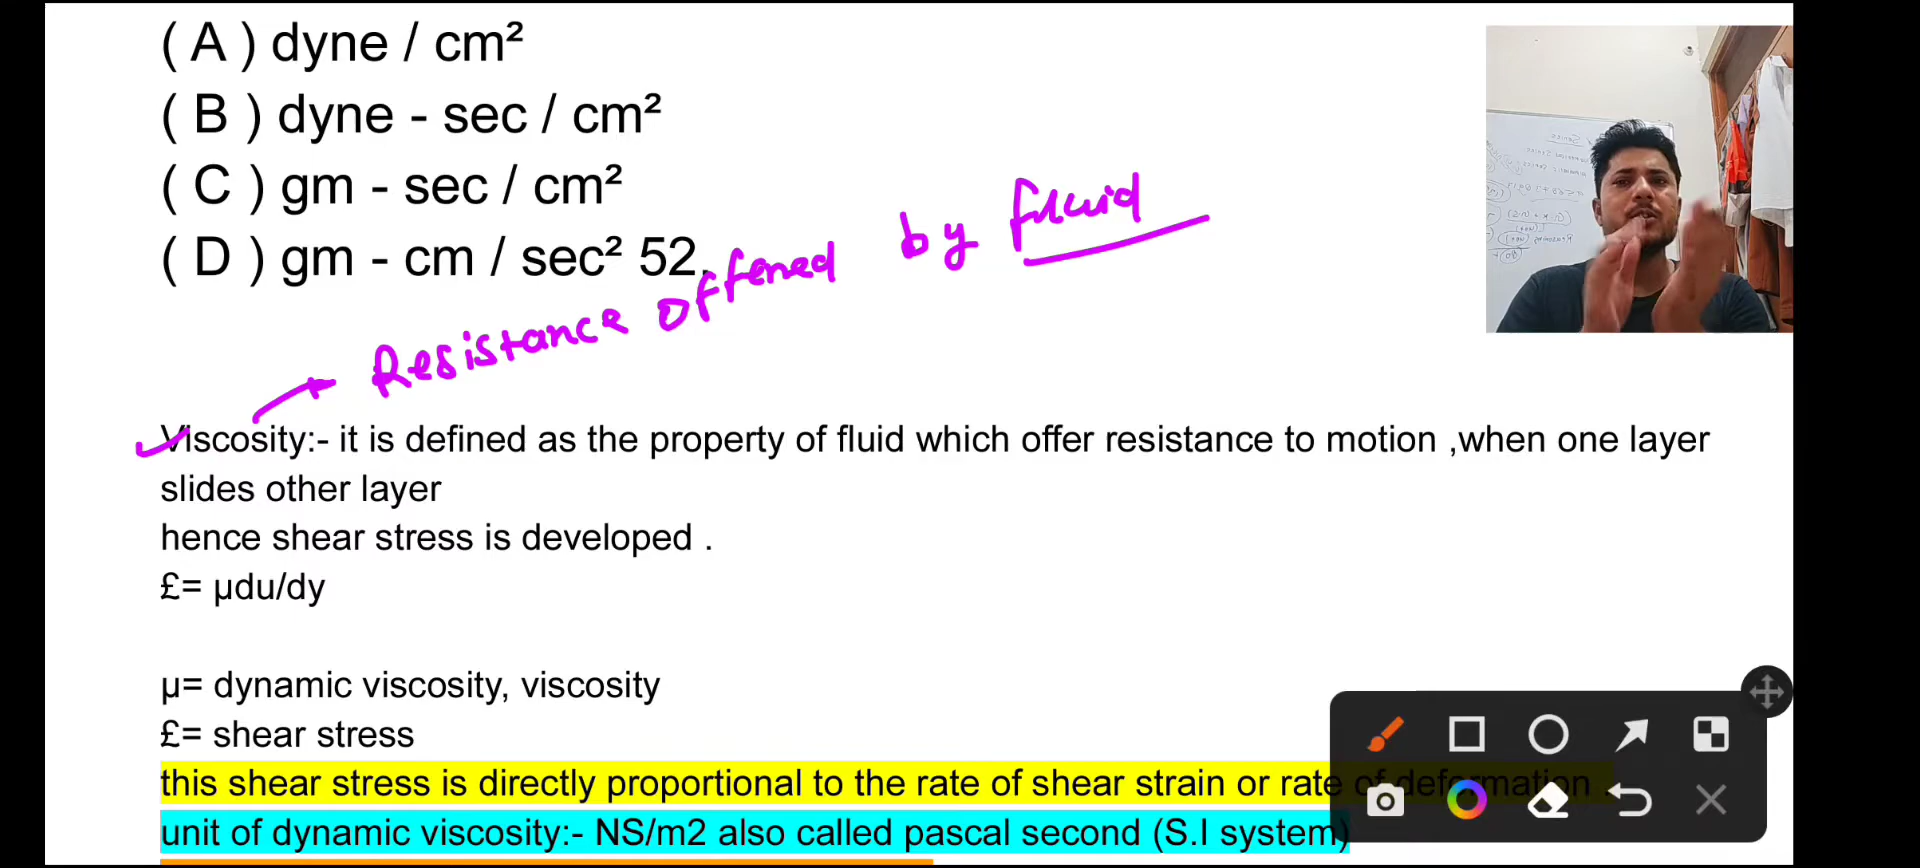 ( A ) dyne / cm²
( B ) dyne - sec / cm²
( C ) gm - sec / cm²
( D ) gm - cm / sec² 52.
Resistance offered by fluid
Viscosity:- it is defined as the property of fluid which offer resistance to motion ,when one layer
slides other layer
hence shear stress is developed .
£= µdu/dy
µ= dynamic viscosity, viscosity
£= shear stress
this shear stress is directly proportional to the rate of shear strain or rate of deformation
unit of dynamic viscosity:- NS/m2 also called pascal second (S.I system)